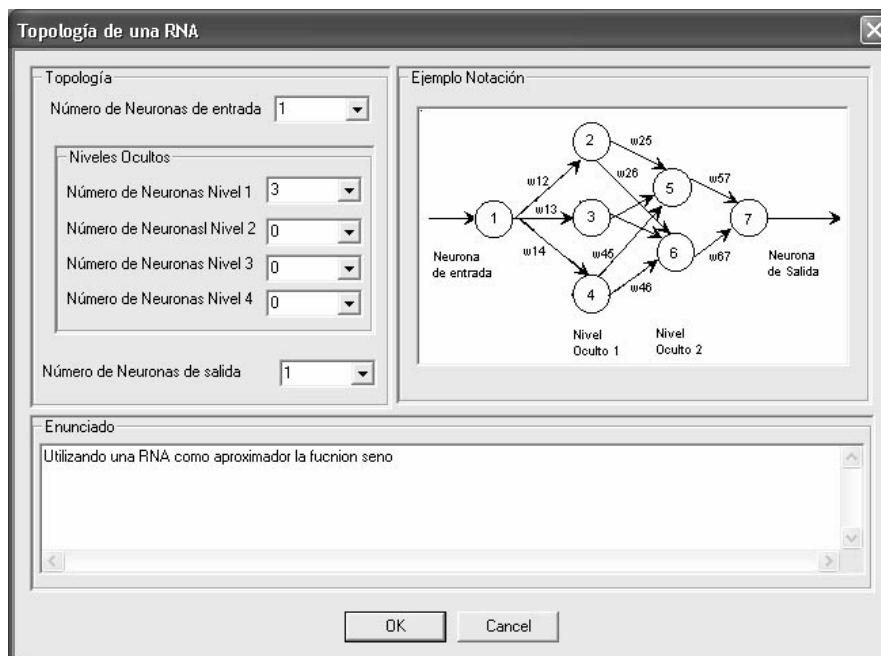 Topología de una RNA
Topología
Número de Neuronas de entrada 1
Niveles Ocultos
Número de Neuronas Nivel 1 3
Número de Neuronasl Nivel 2 0
Número de Neuronas Nivel 3 0
Número de Neuronas Nivel 4 0
Número de Neuronas de salida 1
Ejemplo Notación
2
w25
w26
w12
5
w57
w13
1
3
7
w14
w45
6
w67
Neurona
de entrada
Neurona
de Salida
4
w46
Nivel
Oculto 1
Nivel
Oculto 2
Enunciado
Utilizando una RNA como aproximador la fucnion seno
OK
Cancel